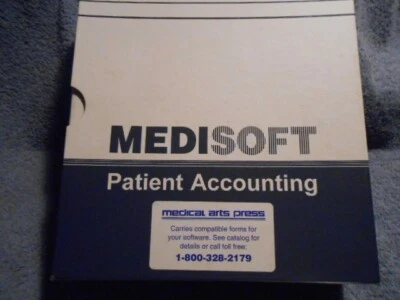 MEDISOFT
Patient Accounting
medical arts press
Carries compatible forms for
your software. See catalog for
details or call toll free:
1-800-328-2179